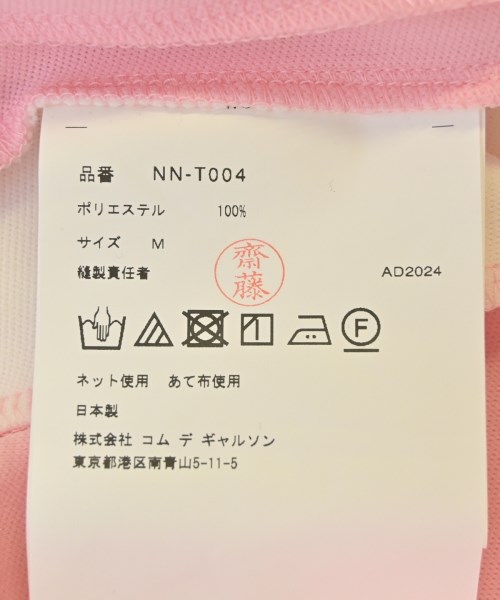 品番 NN-T004
ポリエステル 100%
サイズ M
縫製責任者 齋藤 AD2024
F
ネット使用 あて布使用
日本製
株式会社 コム デ ギャルソン
東京都港区南青山5-11-5